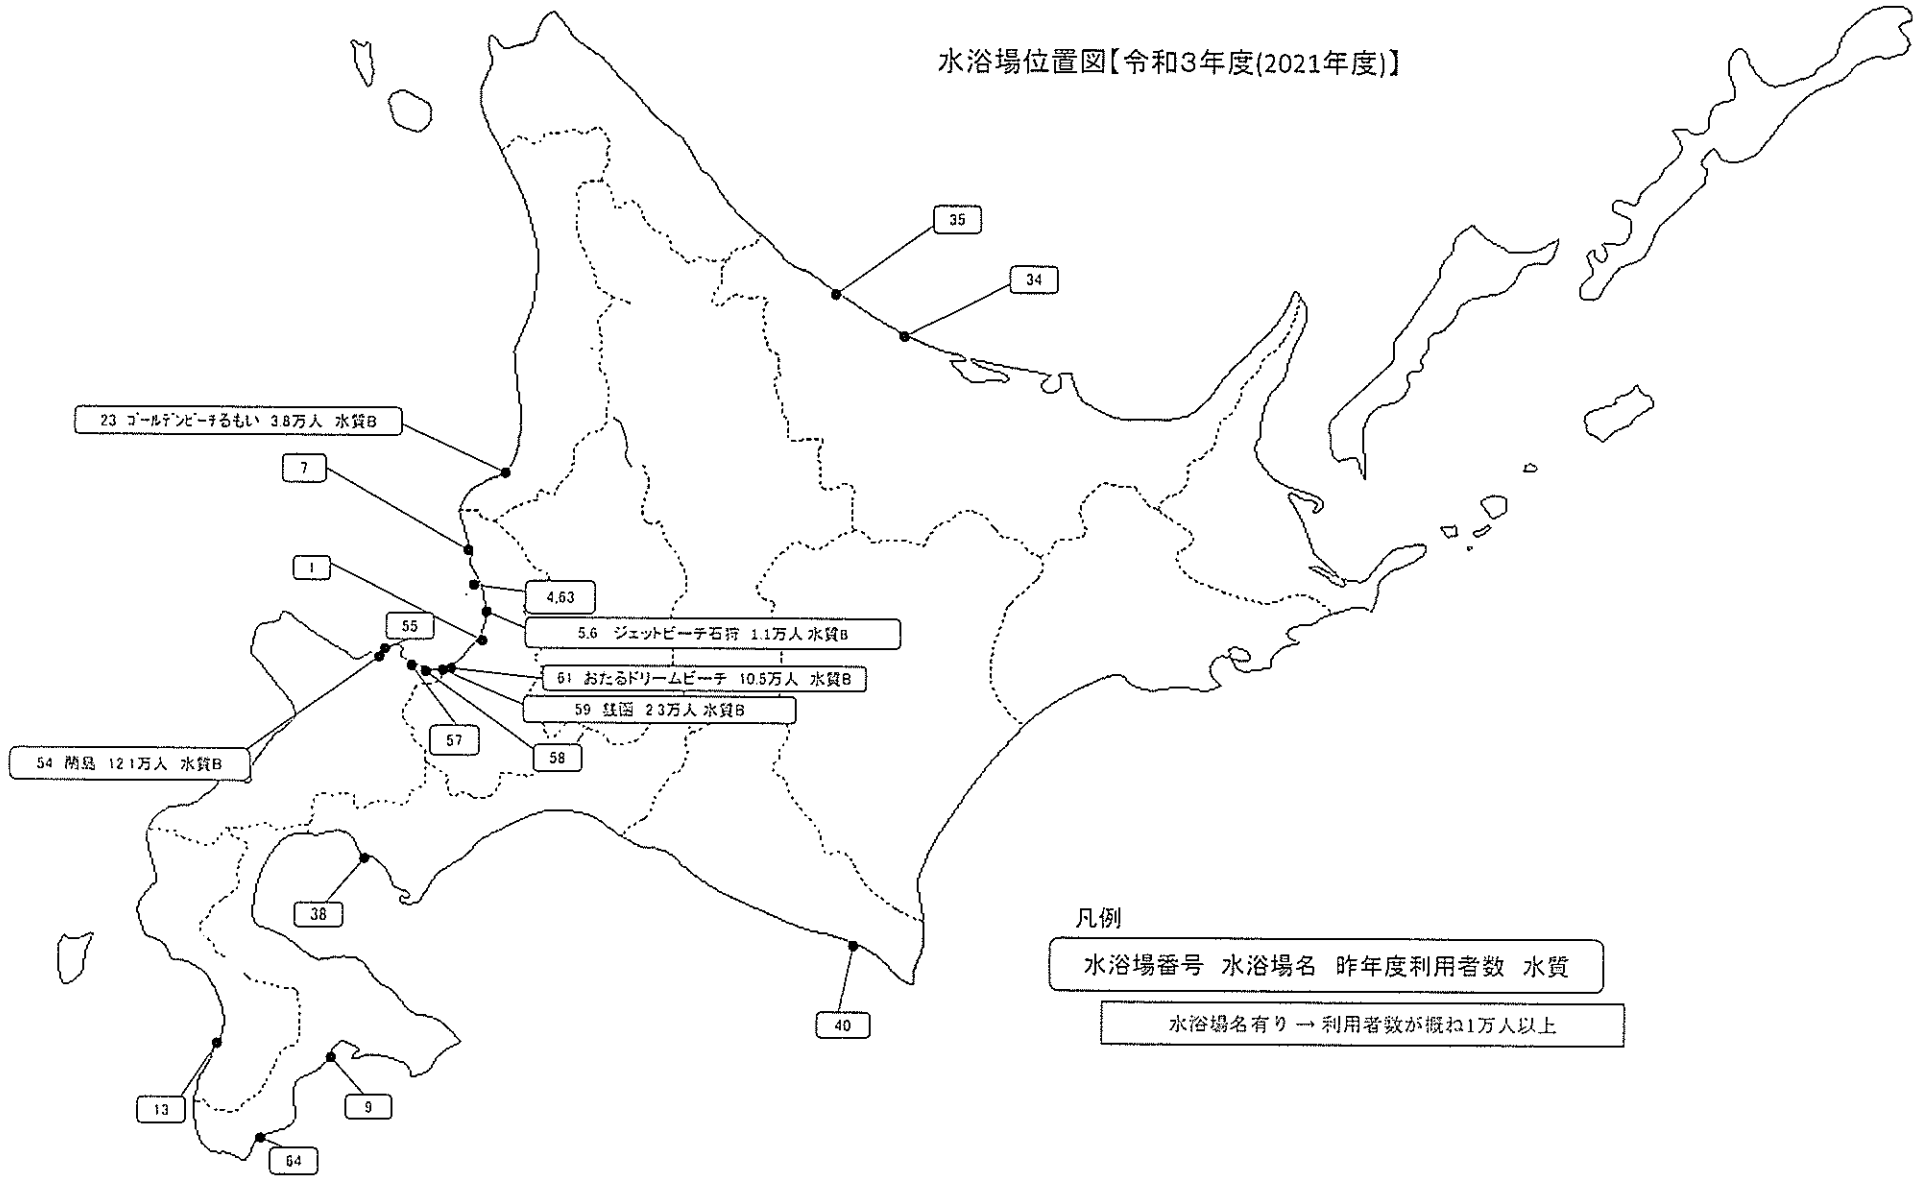 水浴場位置図【令和3年度(2021年度)】
35
34
23 ゴールデンビーチるもい 3.8万人 水質B
7
1
4,63
55
5,6 ジェットビーチ石狩 1.1万人 水質B
61 おたるドリームビーチ 10.5万人 水質B
59 銭函 2.3万人 水質B
57
58
54 蘭島 12.1万人 水質B
38
凡例
水浴場番号 水浴場名 昨年度利用者数 水質
水浴場名有り → 利用者数が概ね1万人以上
40
13
9
64